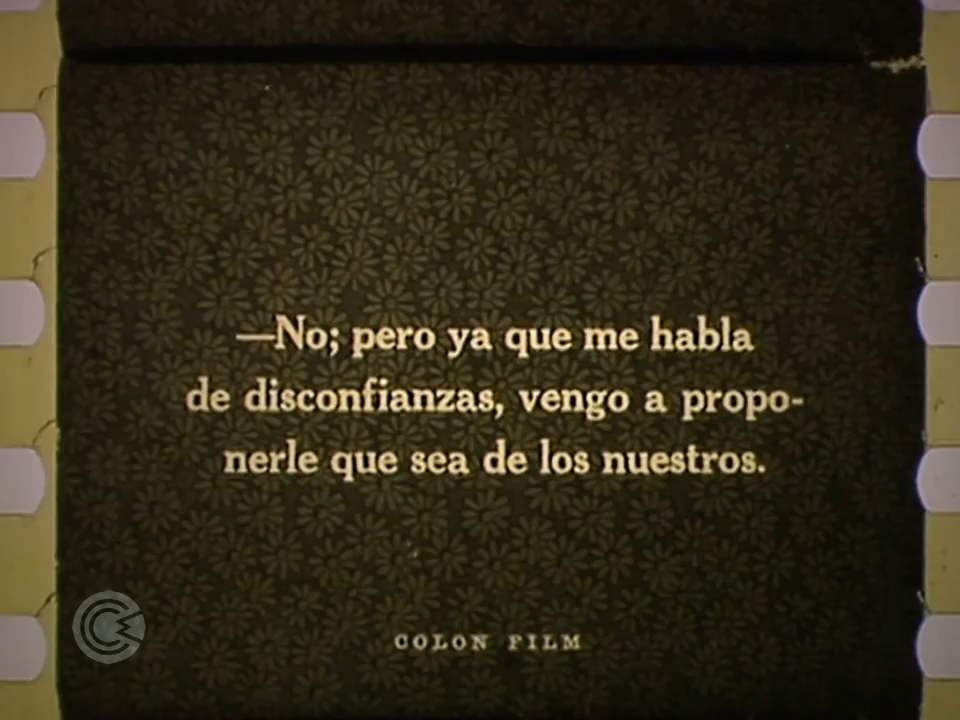 —No; pero ya que me habla
de disconfianzas, vengo a propo-
nerle que sea de los nuestros.
COLON FILM